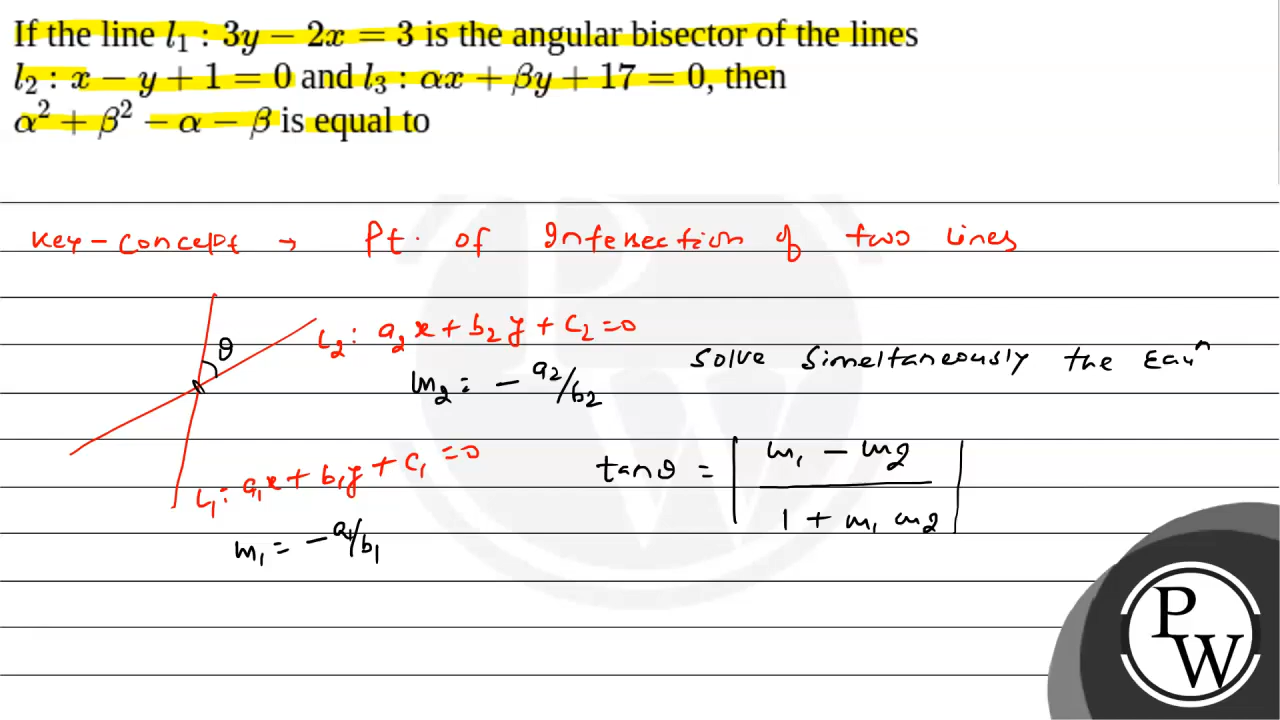 If the line l₁ : 3y − 2x = 3 is the angular bisector of the lines
l₂ : x − y + 1 = 0 and l₃ : αx + βy + 17 = 0, then
α² + β² − α − β is equal to
Key-concept → Pt. of Intersection of two lines
θ
L₂: a₂x + b₂y + c₂ = 0
m₂ = - a₂/b₂
Solve Simeltaneously the Equⁿ
L₁: a₁x + b₁y + c₁ = 0
m₁ = - a₁/b₁
tanθ = | m₁ - m₂ / 1 + m₁ m₂ |
P
W